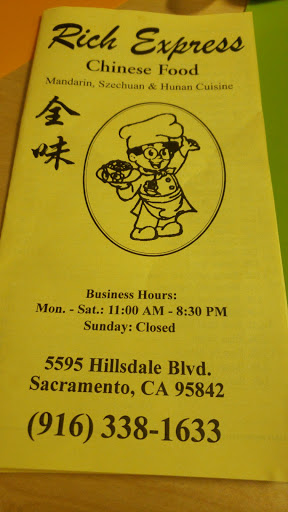 Rich Express
Chinese Food
Mandarin, Szechuan & Hunan Cuisine
全
味
Business Hours:
Mon. - Sat.: 11:00 AM - 8:30 PM
Sunday: Closed
5595 Hillsdale Blvd.
Sacramento, CA 95842
(916) 338-1633